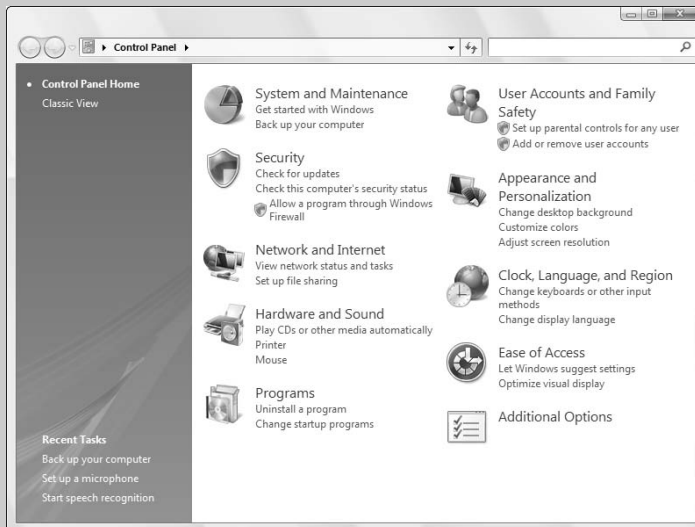 Control Panel
Control Panel Home
Classic View
System and Maintenance
Get started with Windows
Back up your computer
Security
Check for updates
Check this computer's security status
Allow a program through Windows
Firewall
Network and Internet
View network status and tasks
Set up file sharing
Hardware and Sound
Play CDs or other media automatically
Printer
Mouse
Programs
Uninstall a program
Change startup programs
User Accounts and Family
Safety
Set up parental controls for any user
Add or remove user accounts
Appearance and
Personalization
Change desktop background
Customize colors
Adjust screen resolution
Clock, Language, and Region
Change keyboards or other input
methods
Change display language
Ease of Access
Let Windows suggest settings
Optimize visual display
Additional Options
Recent Tasks
Back up your computer
Set up a microphone
Start speech recognition